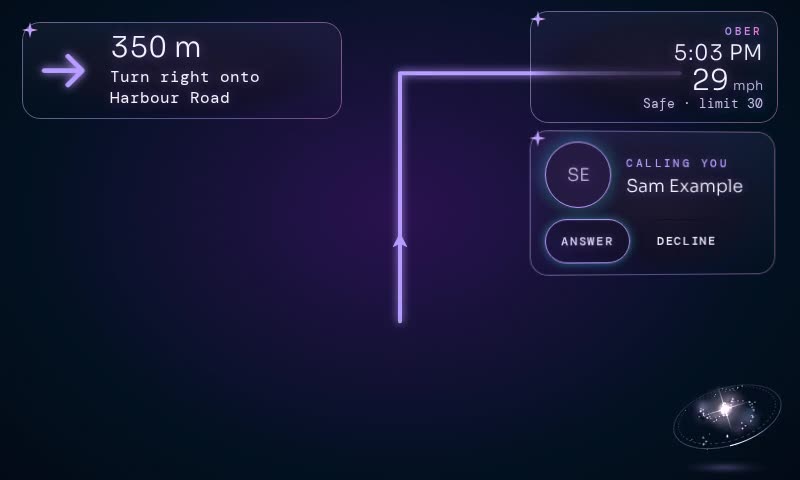 350 m
Turn right onto
Harbour Road
OBER
5:03 PM
29 mph
Safe · limit 30
SE
CALLING YOU
Sam Example
ANSWER
DECLINE